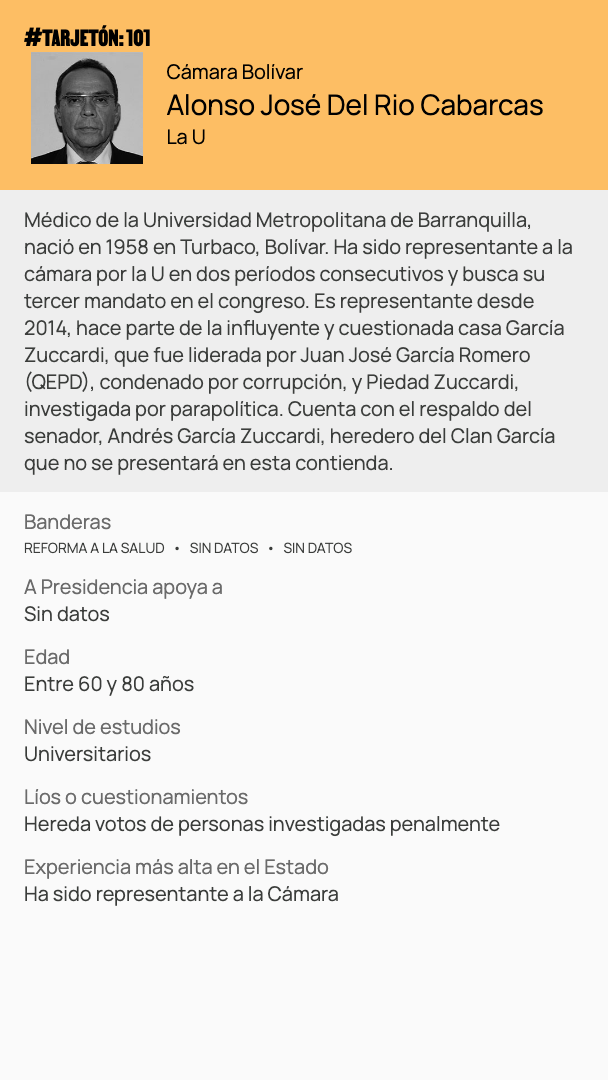 #TARJETÓN: 101
Cámara Bolívar
Alonso José Del Rio Cabarcas
La U
Médico de la Universidad Metropolitana de Barranquilla,
nació en 1958 en Turbaco, Bolívar. Ha sido representante a la
cámara por la U en dos períodos consecutivos y busca su
tercer mandato en el congreso. Es representante desde
2014, hace parte de la influyente y cuestionada casa García
Zuccardi, que fue liderada por Juan José García Romero
(QEPD), condenado por corrupción, y Piedad Zuccardi,
investigada por parapolítica. Cuenta con el respaldo del
senador, Andrés García Zuccardi, heredero del Clan García
que no se presentará en esta contienda.
Banderas
REFORMA A LA SALUD • SIN DATOS • SIN DATOS
A Presidencia apoya a
Sin datos
Edad
Entre 60 y 80 años
Nivel de estudios
Universitarios
Líos o cuestionamientos
Hereda votos de personas investigadas penalmente
Experiencia más alta en el Estado
Ha sido representante a la Cámara